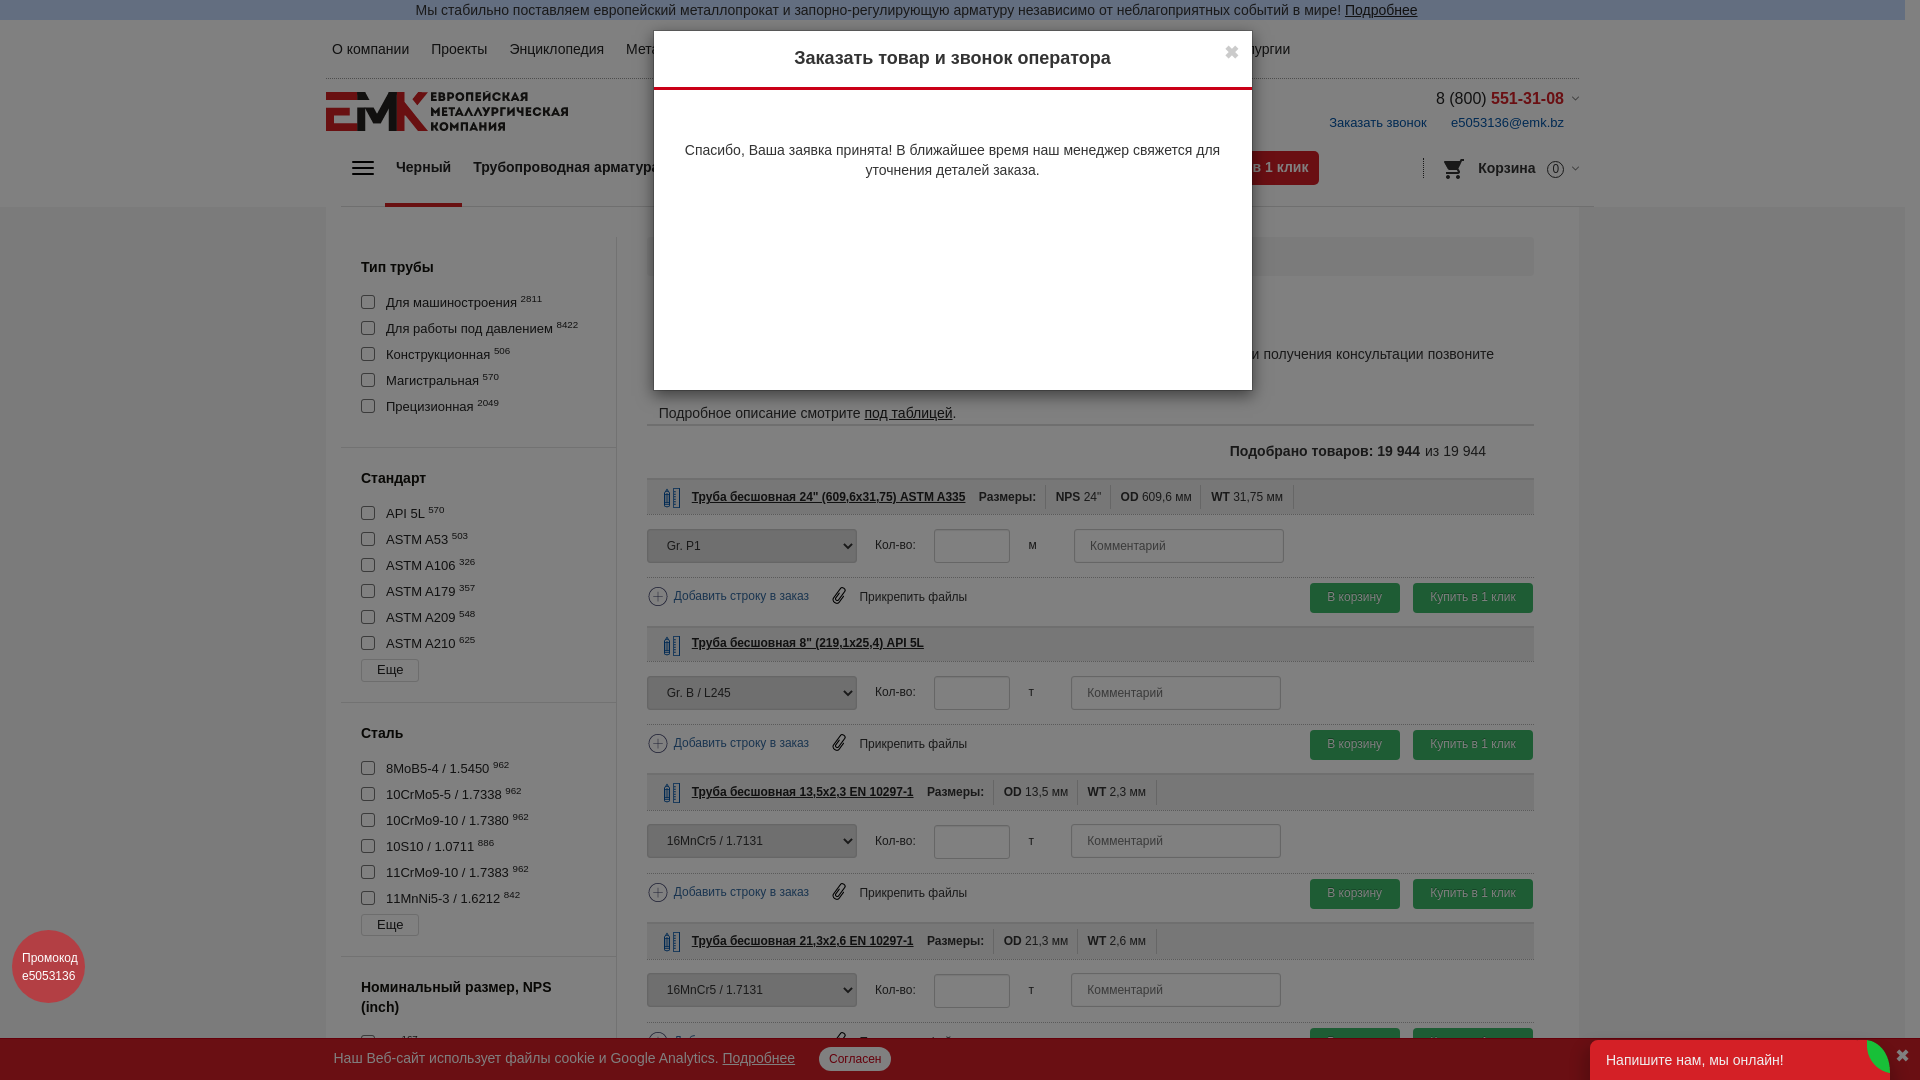 Мы стабильно поставляем европейский металлопрокат и запорно-регулирующую арматуру независимо от неблагоприятных событий в мире! Подробнее
О компании Проекты Энциклопедия
Заказать товар и звонок оператора
✖
ЕВРОПЕЙСКАЯ
ЕМК МЕТАЛЛУРГИЧЕСКАЯ
КОМПАНИЯ
8 (800) 551-31-08
Заказать звонок e5053136@emk.bz
Черный Трубопроводная арматура
в 1 клик
Корзина 0
Спасибо, Ваша заявка принята! В ближайшее время наш менеджер свяжется для
уточнения деталей заказа.
Тип трубы
Для машиностроения 2811
Для работы под давлением 8422
Конструкционная 506
Магистральная 570
Прецизионная 2049
Стандарт
API 5L 570
ASTM A53 503
ASTM A106 326
ASTM A179 357
ASTM A209 548
ASTM A210 625
Еще
Сталь
8MoB5-4 / 1.5450 962
10CrMo5-5 / 1.7338 962
10CrMo9-10 / 1.7380 962
10S10 / 1.0711 886
11CrMo9-10 / 1.7383 962
11MnNi5-3 / 1.6212 842
Еще
Номинальный размер, NPS
(inch)
и получения консультации позвоните
Подробное описание смотрите под таблицей.
Подобрано товаров: 19 944 из 19 944
Труба бесшовная 24" (609,6х31,75) ASTM A335 Размеры: NPS 24" OD 609,6 мм WT 31,75 мм
Gr. P1 Кол-во: м Комментарий
Добавить строку в заказ Прикрепить файлы В корзину Купить в 1 клик
Труба бесшовная 8" (219,1х25,4) API 5L
Gr. B / L245 Кол-во: т Комментарий
Добавить строку в заказ Прикрепить файлы В корзину Купить в 1 клик
Труба бесшовная 13,5х2,3 EN 10297-1 Размеры: OD 13,5 мм WT 2,3 мм
16MnCr5 / 1.7131 Кол-во: т Комментарий
Добавить строку в заказ Прикрепить файлы В корзину Купить в 1 клик
Труба бесшовная 21,3х2,6 EN 10297-1 Размеры: OD 21,3 мм WT 2,6 мм
16MnCr5 / 1.7131 Кол-во: т Комментарий
Промокод
e5053136
Наш Веб-сайт использует файлы cookie и Google Analytics. Подробнее Согласен
Напишите нам, мы онлайн!
✖